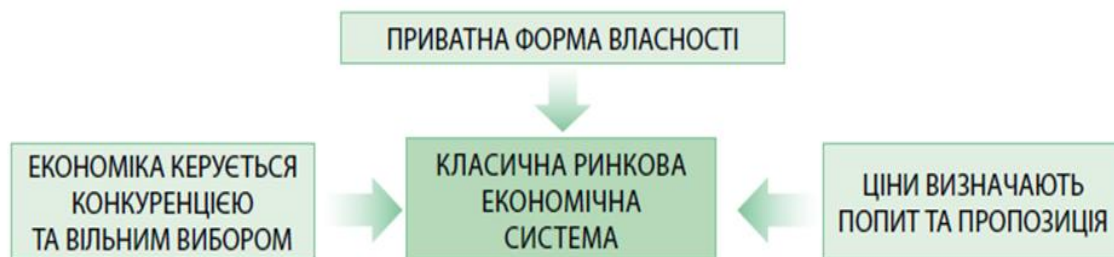 ПРИВАТНА ФОРМА ВЛАСНОСТІ
ЕКОНОМІКА КЕРУЄТЬСЯ
КОНКУРЕНЦІЄЮ
ТА ВІЛЬНИМ ВИБОРОМ
КЛАСИЧНА РИНКОВА
ЕКОНОМІЧНА
СИСТЕМА
ЦІНИ ВИЗНАЧАЮТЬ
ПОПИТ ТА ПРОПОЗИЦІЯ